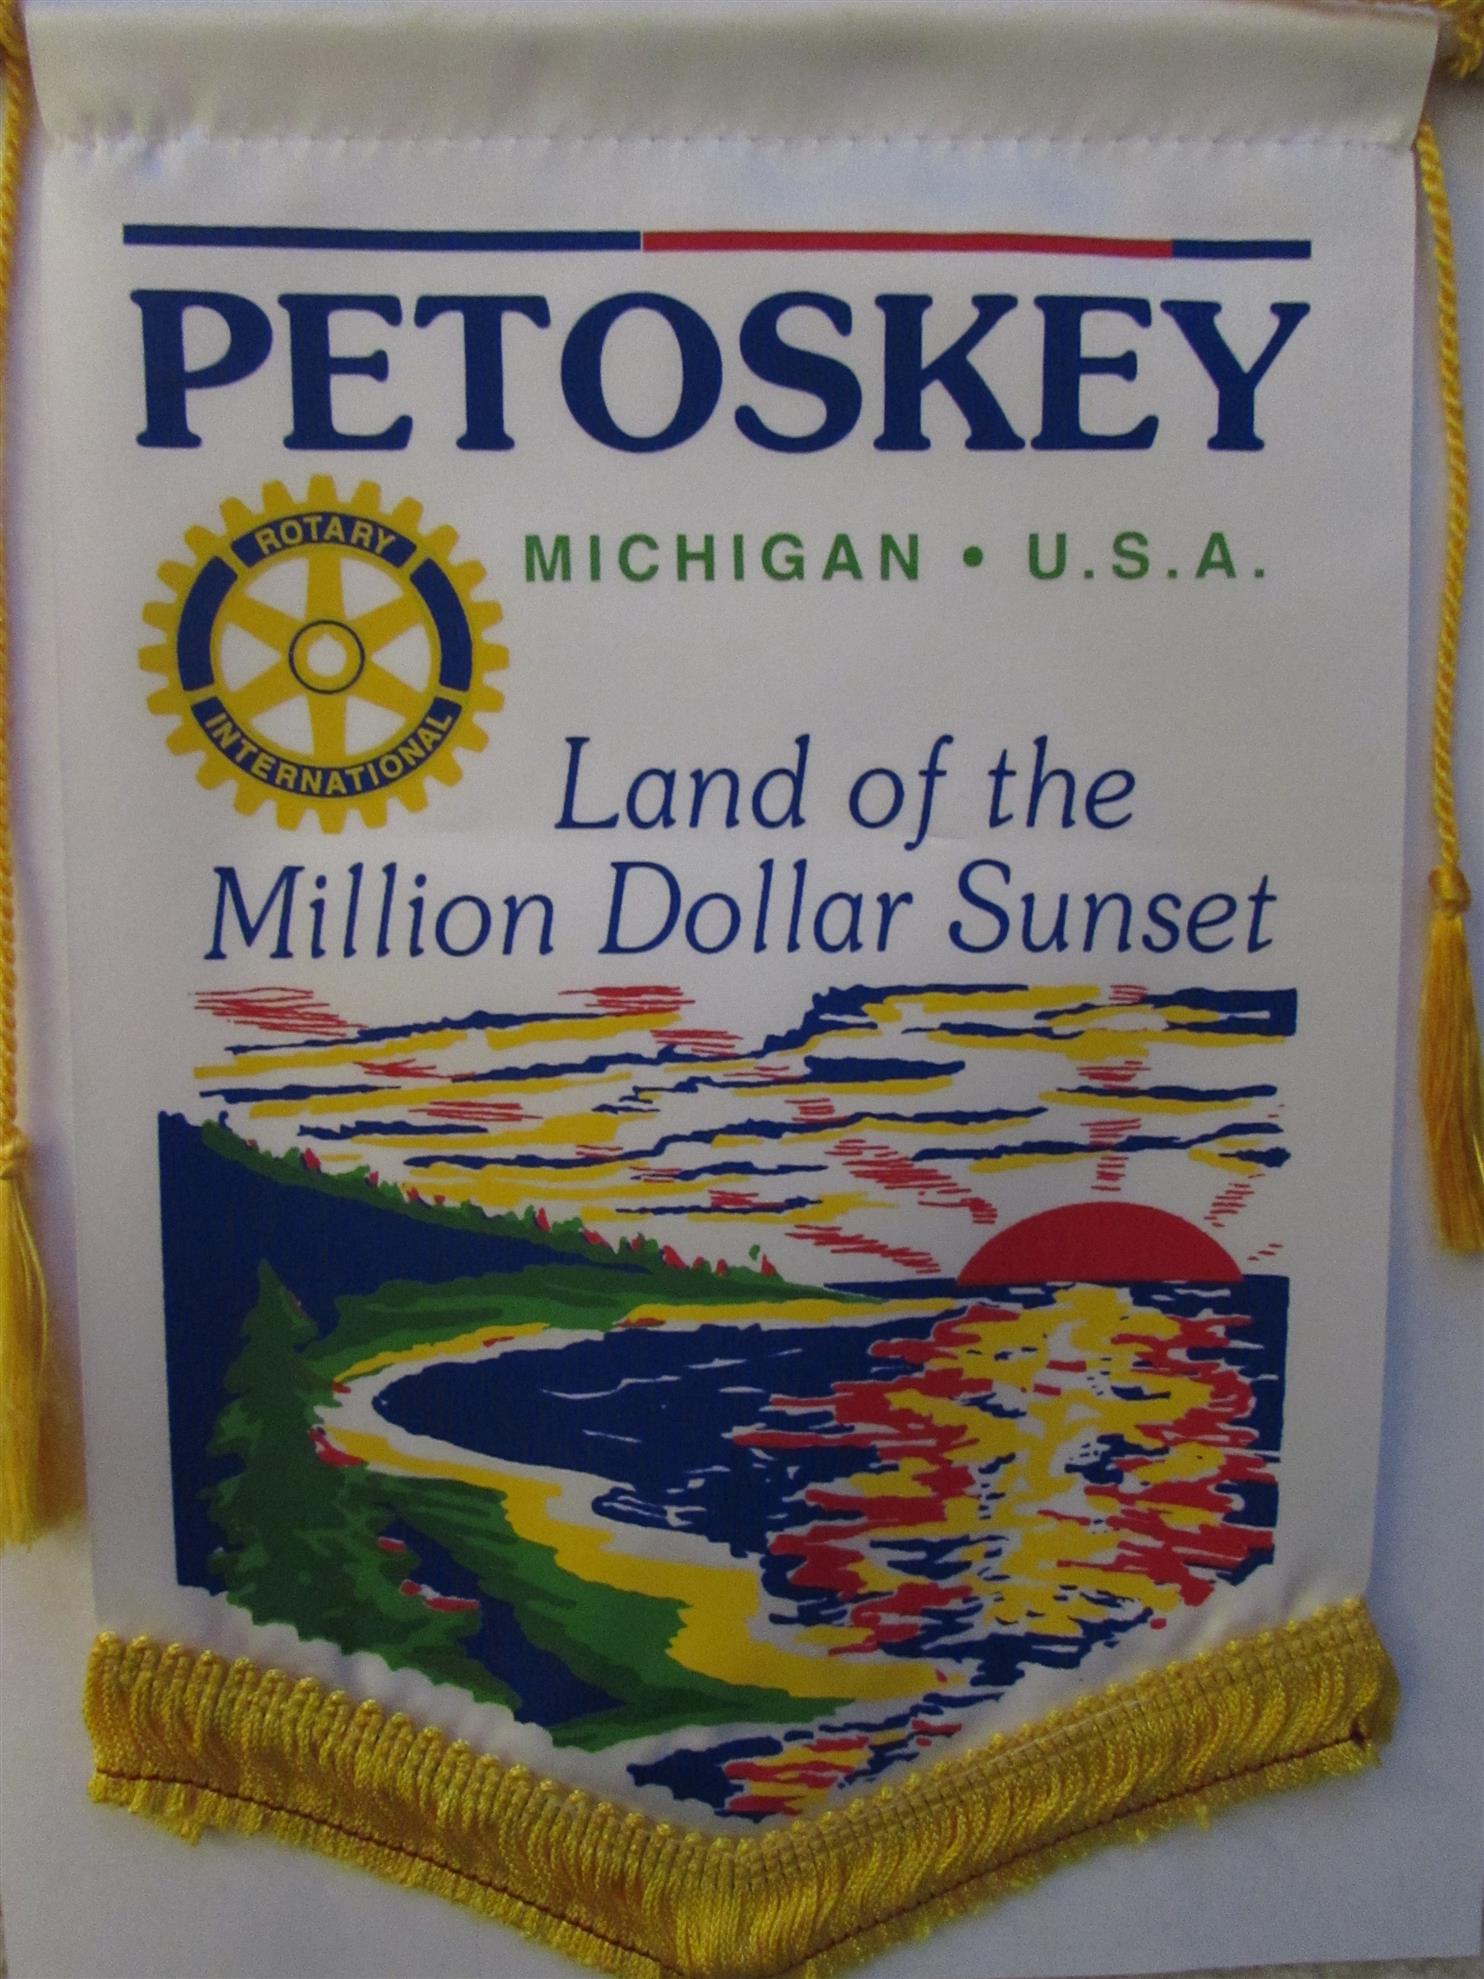 PETOSKEY
MICHIGAN • U.S.A.
ROTARY
INTERNATIONAL
Land of the
Million Dollar Sunset